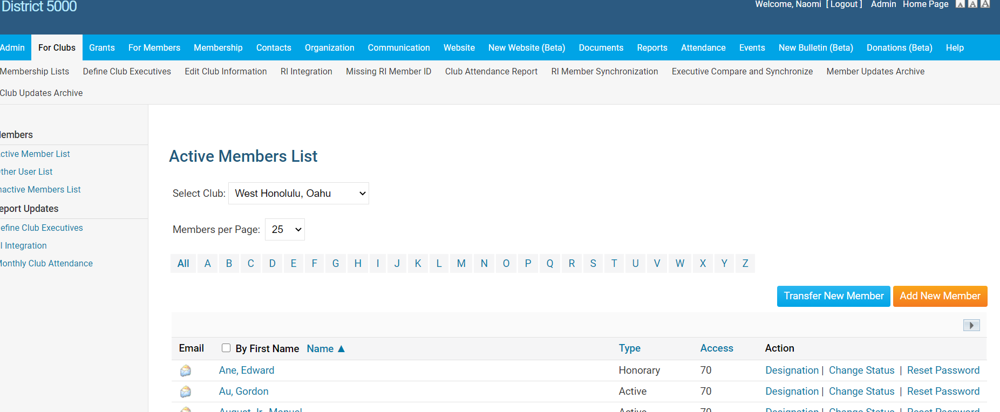 District 5000
Welcome, Naomi [ Logout ] Admin Home Page A A A
Admin For Clubs Grants For Members Membership Contacts Organization Communication Website New Website (Beta) Documents Reports Attendance Events New Bulletin (Beta) Donations (Beta) Help
Membership Lists Define Club Executives Edit Club Information RI Integration Missing RI Member ID Club Attendance Report RI Member Synchronization Executive Compare and Synchronize Member Updates Archive
Club Updates Archive
embers
ctive Member List
ther User List
nactive Members List
eport Updates
efine Club Executives
I Integration
Monthly Club Attendance
Active Members List
Select Club: West Honolulu, Oahu
Members per Page: 25
All A B C D E F G H I J K L M N O P Q R S T U V W X Y Z
Transfer New Member Add New Member
Email By First Name Name ▲ Type Access Action
Ane, Edward Honorary 70 Designation | Change Status | Reset Password
Au, Gordon Active 70 Designation | Change Status | Reset Password
August, Jr., Manuel Active 70 Designation | Change Status | Reset Password